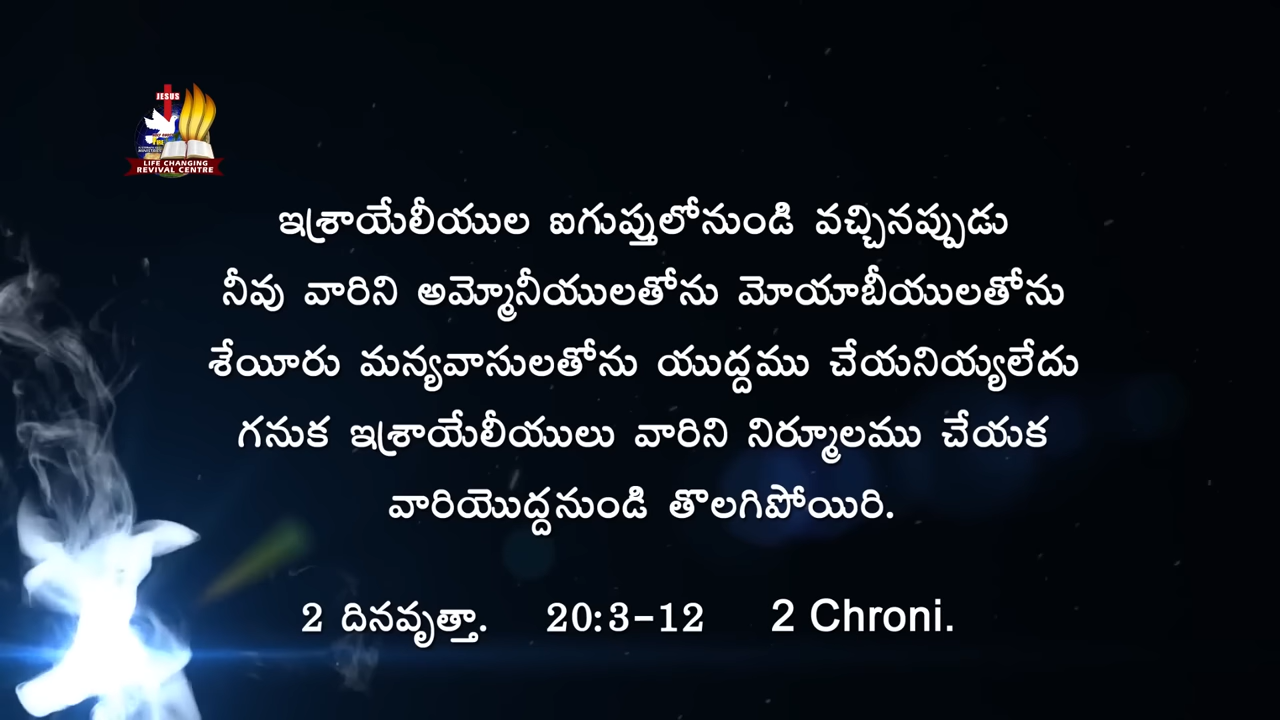 JESUS
LIFE CHANGING
REVIVAL CENTRE
ఇశ్రాయేలీయుల ఐగుప్తులోనుండి వచ్చినప్పుడు
నీవు వారిని అమ్మోనీయులతోను మోయాబీయులతోను
శేయీరు మన్యవాసులతోను యుద్దము చేయనియ్యలేదు
గనుక ఇశ్రాయేలీయులు వారిని నిర్మూలము చేయక
వారియొద్దనుండి తొలగిపోయిరి.
2 దినవృత్తా. 20:3-12 2 Chroni.